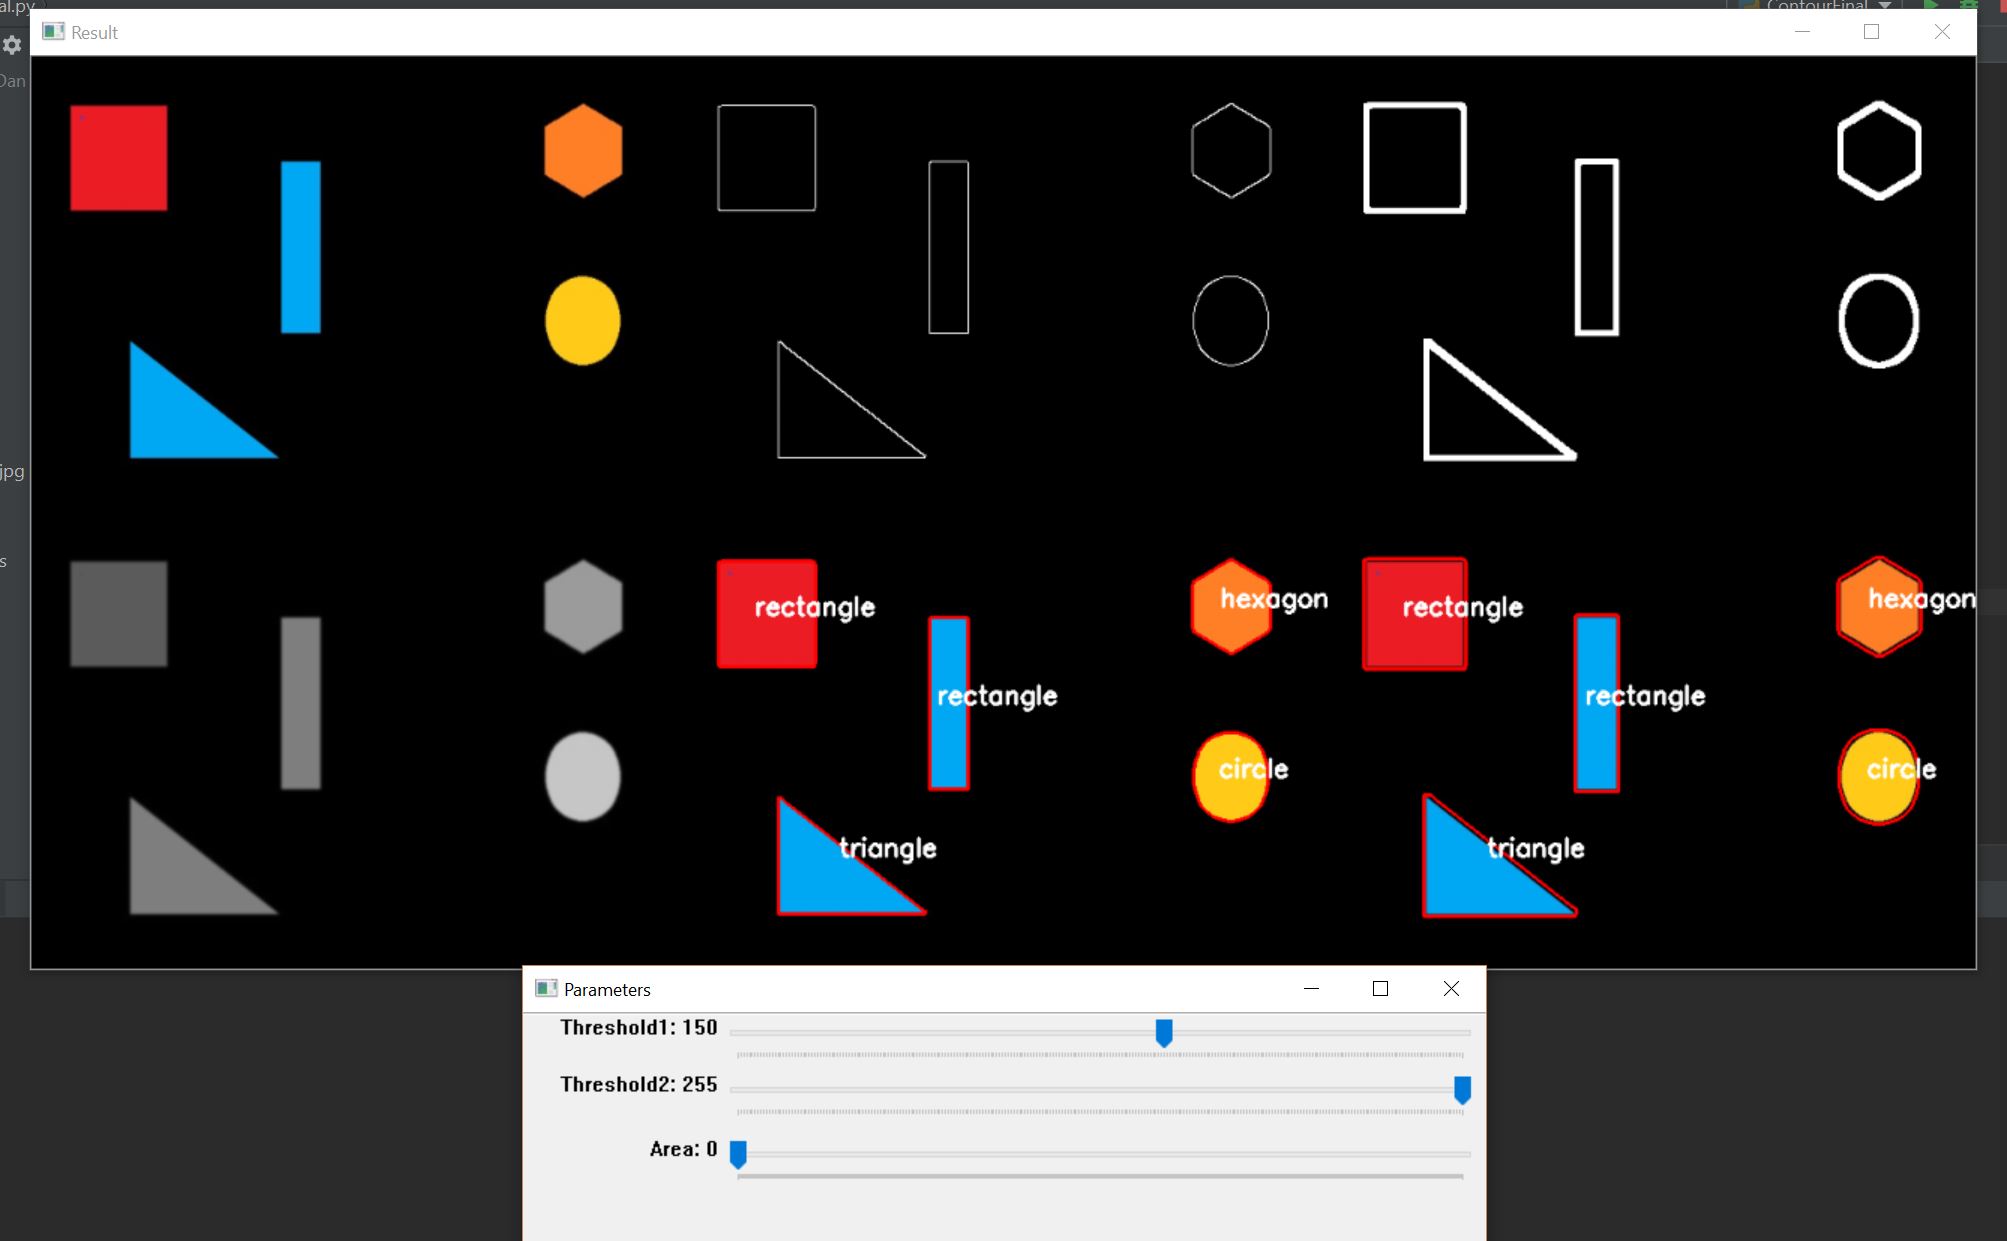 al.py
ContourFinal
Result
Dan
jpg
s
rectangle
hexagon
rectangle
hexagon
rectangle
rectangle
circle
circle
triangle
triangle
Parameters
Threshold1: 150
Threshold2: 255
Area: 0